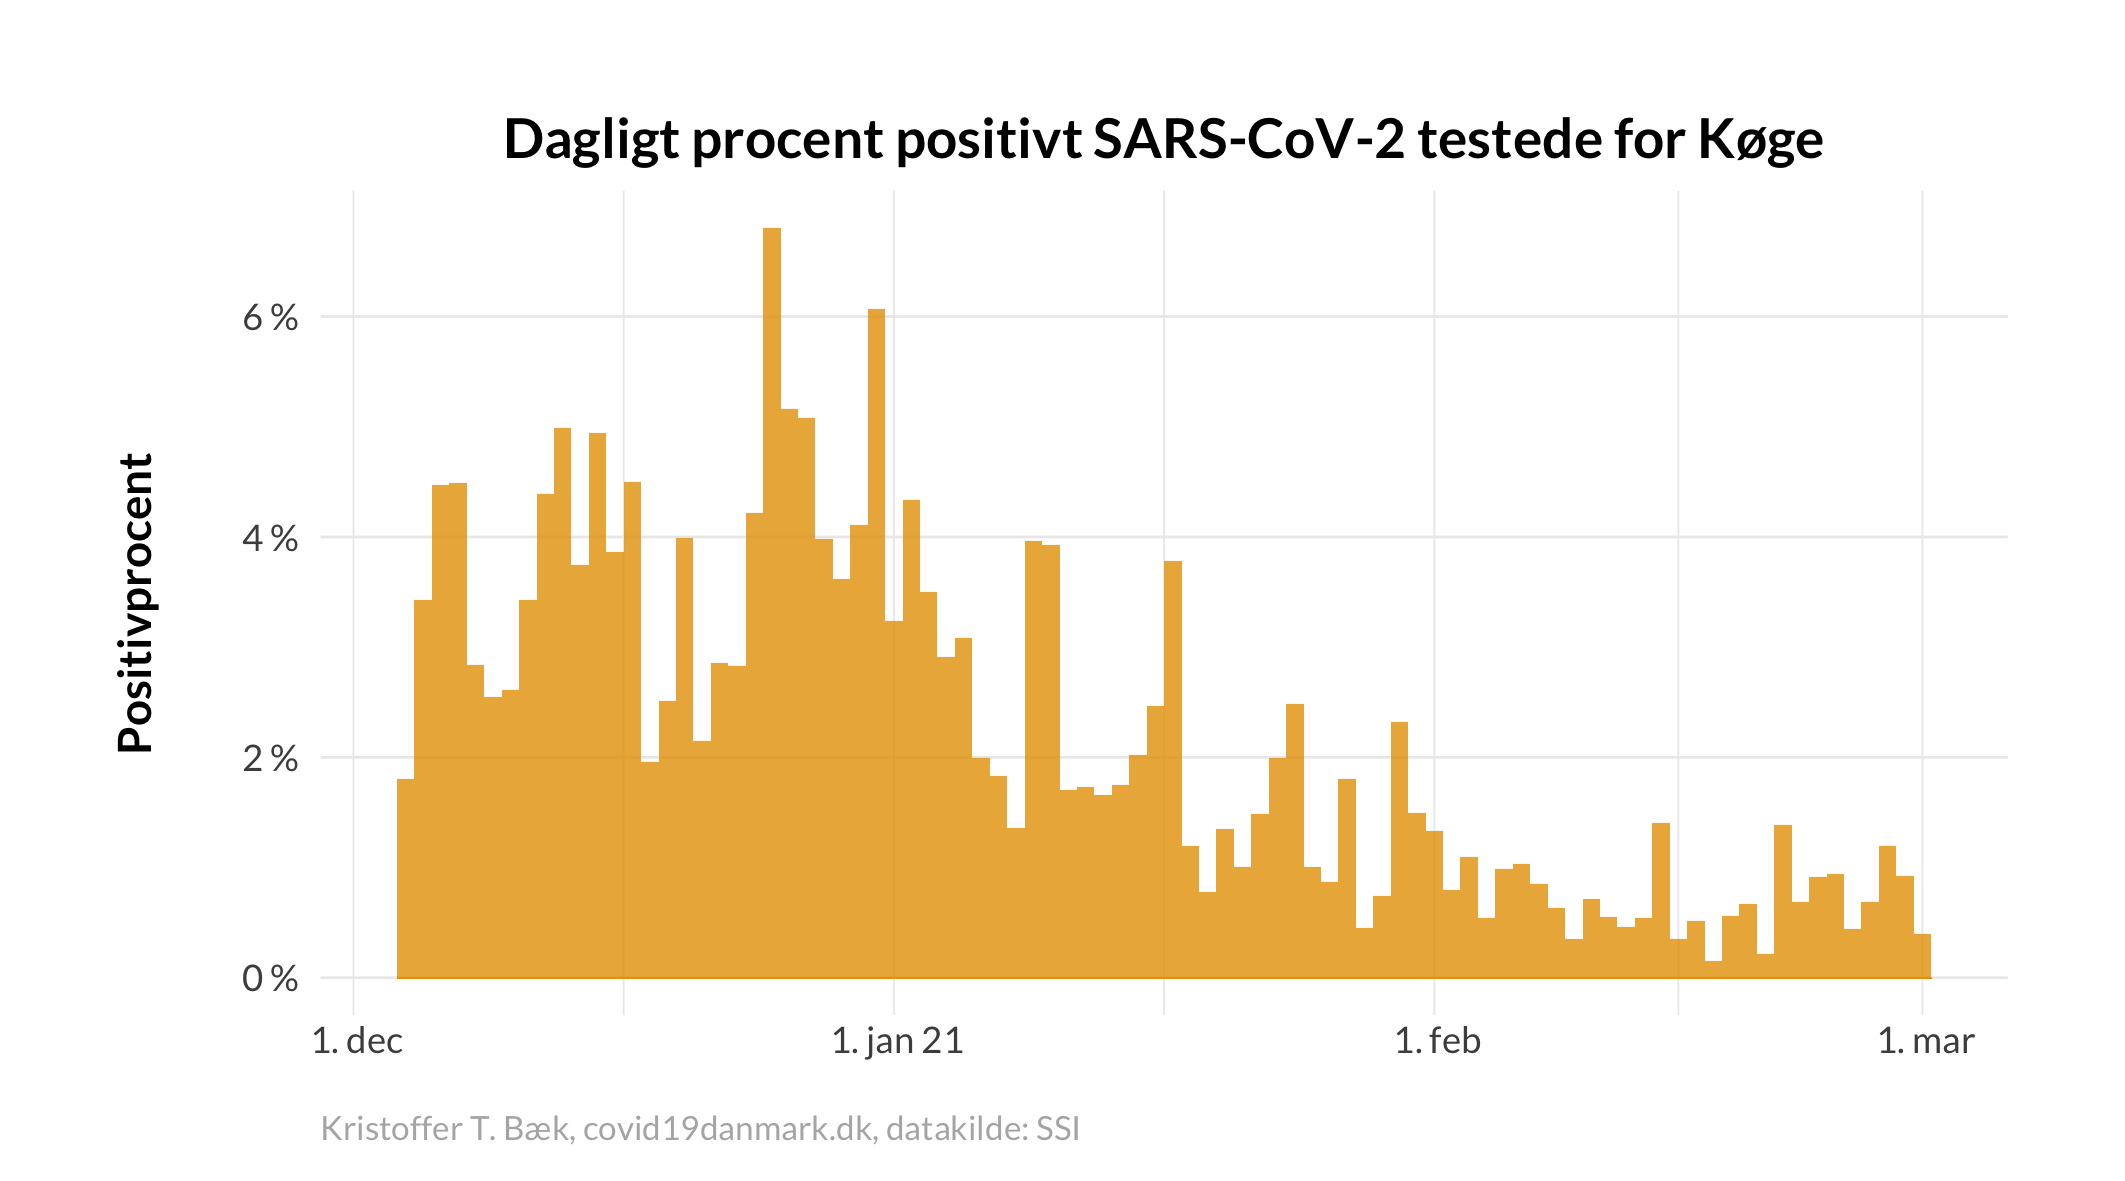 Dagligt procent positivt SARS-CoV-2 testede for Køge
Positivprocent
6 %
4 %
2 %
0 %
1. dec
1. jan 21
1. feb
1. mar
Kristoffer T. Bæk, covid19danmark.dk, datakilde: SSI